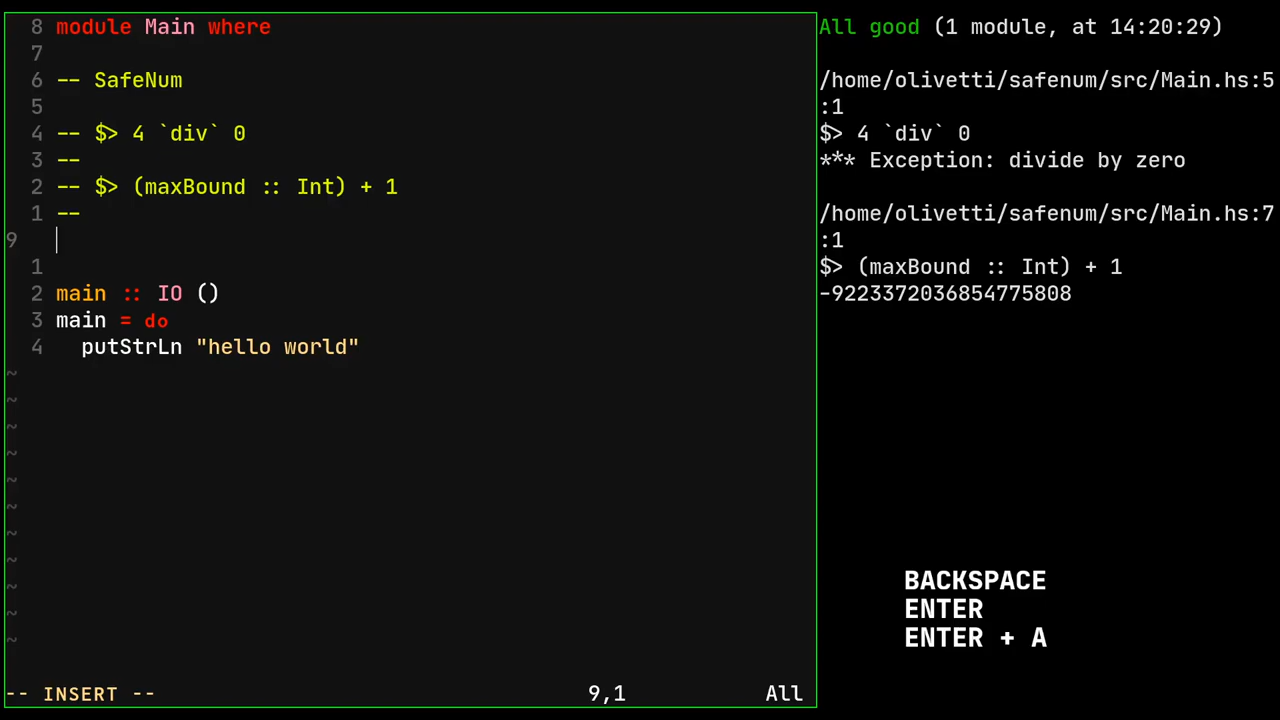 8 module Main where
7
6 -- SafeNum
5
4 -- $> 4 `div` 0
3 --
2 -- $> (maxBound :: Int) + 1
1 --
9
1
2 main :: IO ()
3 main = do
4   putStrLn "hello world"
~
~
~
~
~
~
~
~
~
~
~
-- INSERT -- 9,1 All
All good (1 module, at 14:20:29)
/home/olivetti/safenum/src/Main.hs:5
:1
$> 4 `div` 0
*** Exception: divide by zero
/home/olivetti/safenum/src/Main.hs:7
:1
$> (maxBound :: Int) + 1
-9223372036854775808
BACKSPACE
ENTER
ENTER + A